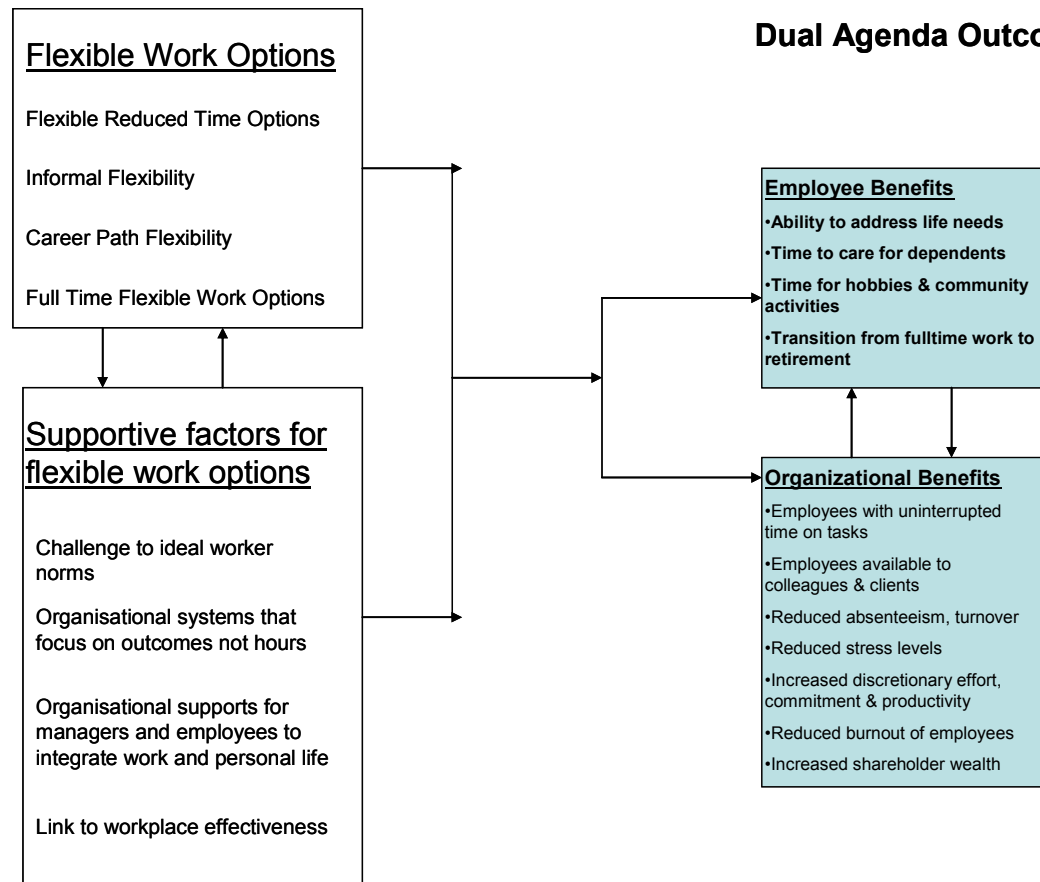 Flexible Work Options
Flexible Reduced Time Options
Informal Flexibility
Career Path Flexibility
Full Time Flexible Work Options
Supportive factors for
flexible work options
Challenge to ideal worker
norms
Organisational systems that
focus on outcomes not hours
Organisational supports for
managers and employees to
integrate work and personal life
Link to workplace effectiveness
Dual Agenda Outco
Employee Benefits
•Ability to address life needs
•Time to care for dependents
•Time for hobbies & community
activities
•Transition from fulltime work to
retirement
Organizational Benefits
•Employees with uninterrupted
time on tasks
•Employees available to
colleagues & clients
•Reduced absenteeism, turnover
•Reduced stress levels
•Increased discretionary effort,
commitment & productivity
•Reduced burnout of employees
•Increased shareholder wealth